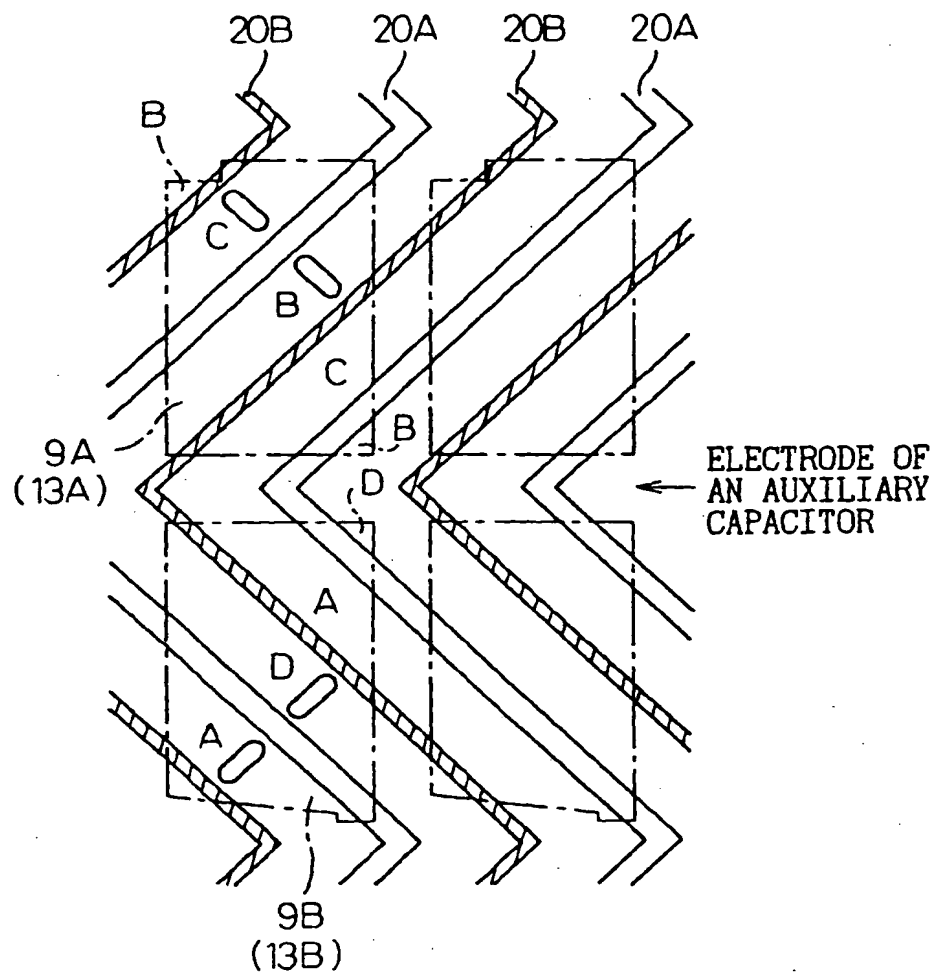 20B 20A 20B 20A
B
C
B
C
9A
(13A)
B
D
ELECTRODE OF
AN AUXILIARY
CAPACITOR
A
D
A
9B
(13B)